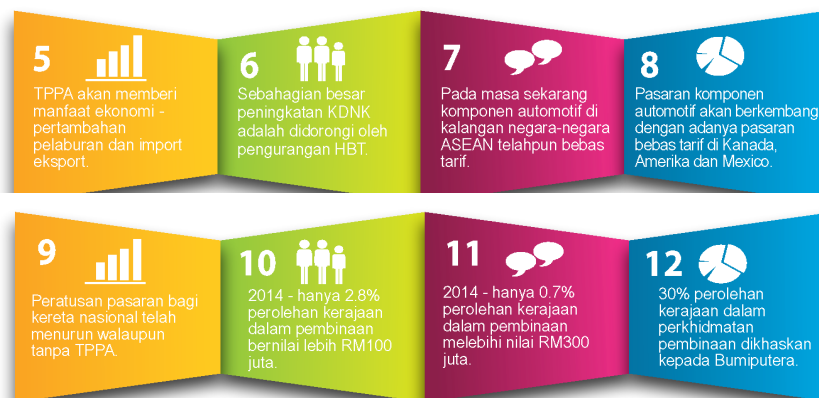 5
TPPA akan memberi
manfaat ekonomi -
pertambahan
pelaburan dan import
eksport.
6
Sebahagian besar
peningkatan KDNK
adalah didorongi oleh
pengurangan HBT.
7
Pada masa sekarang
komponen automotif di
kalangan negara-negara
ASEAN telahpun bebas
tarif.
8
Pasaran komponen
automotif akan berkembang
dengan adanya pasaran
bebas tarif di Kanada,
Amerika dan Mexico.
9
Peratusan pasaran bagi
kereta nasional telah
menurun walaupun
tanpa TPPA.
10
2014 - hanya 2.8%
perolehan kerajaan
dalam pembinaan
bernilai lebih RM100
juta.
11
2014 - hanya 0.7%
perolehan kerajaan
dalam pembinaan
melebihi nilai RM300
juta.
12
30% perolehan
kerajaan dalam
perkhidmatan
pembinaan dikhaskan
kepada Bumiputera.